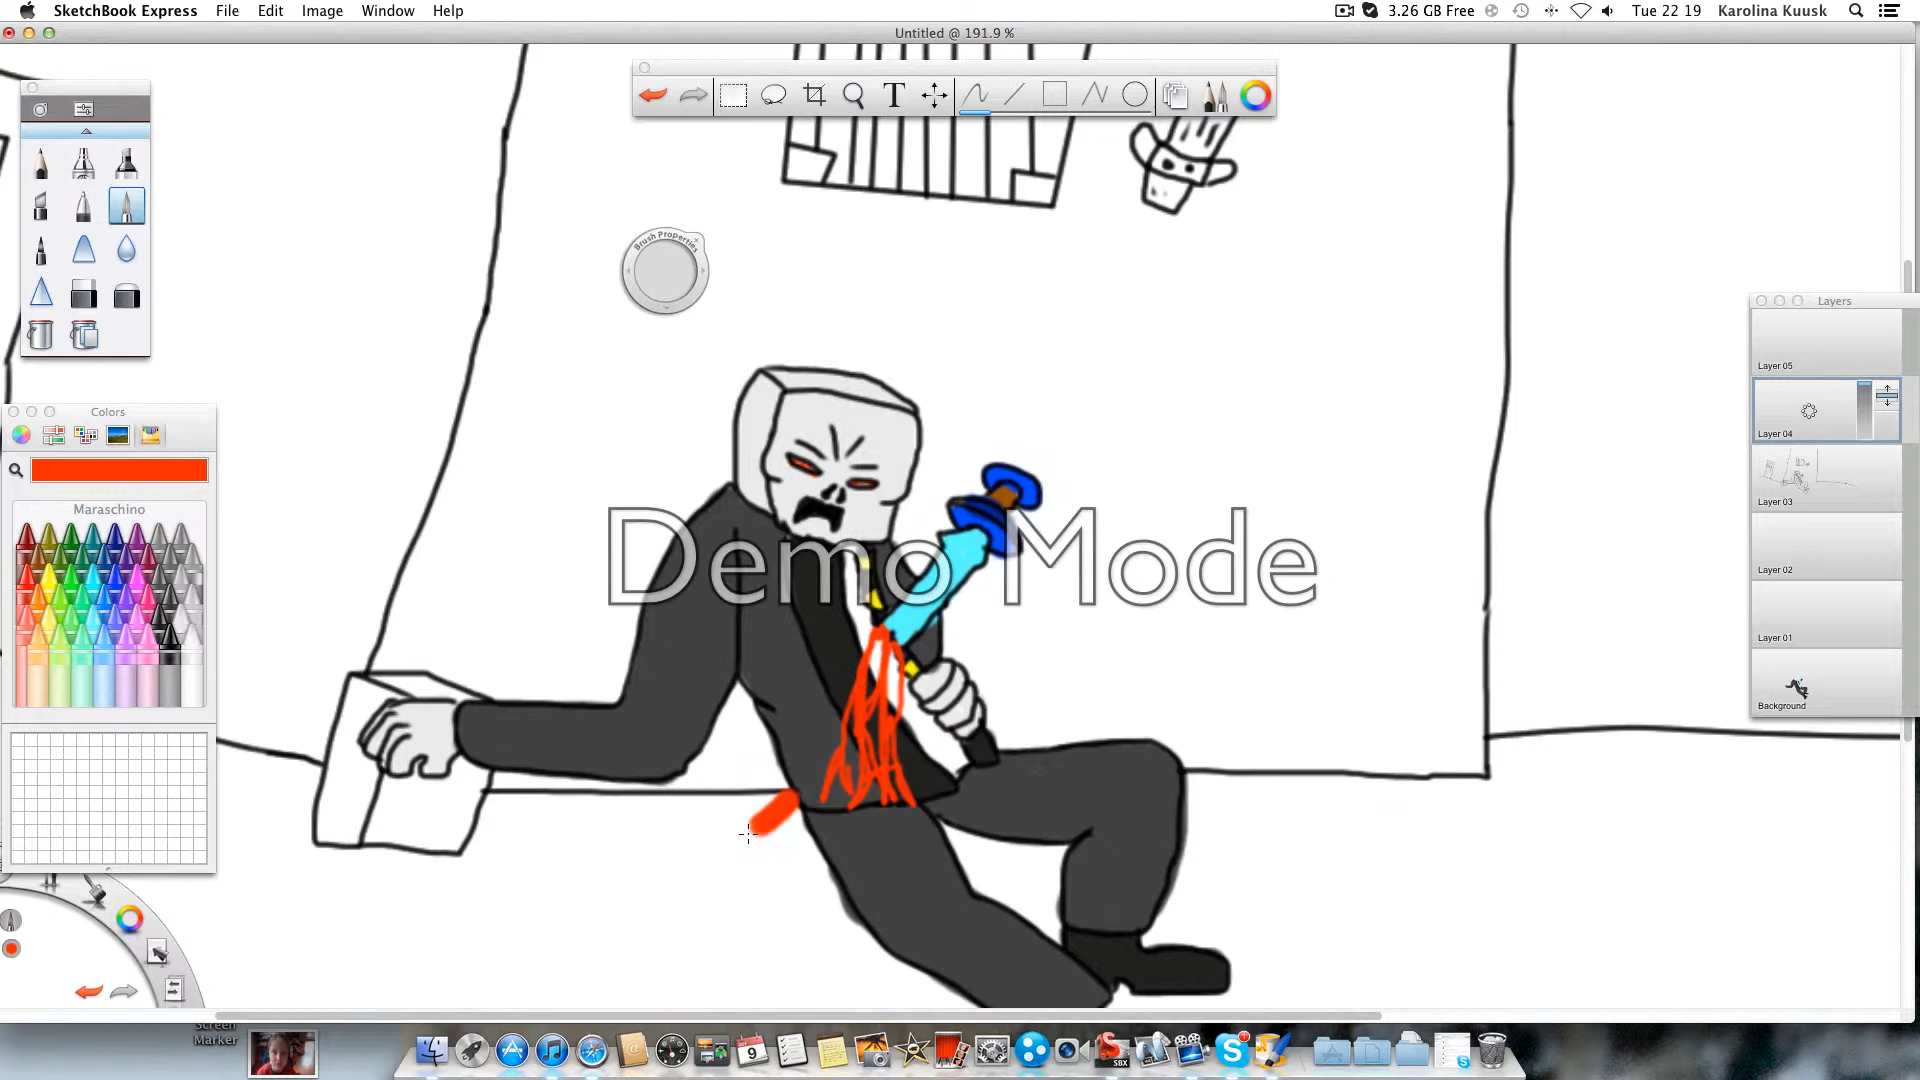 SketchBook Express File Edit Image Window Help
3.26 GB Free Tue 22 19 Karolina Kuusk
Untitled @ 191.9 %
T
Brush Properties
Layers
Layer 05
Layer 04
Layer 03
Layer 02
Layer 01
Background
Colors
Maraschino
Demo Mode
Screen
Marker
9
SBX